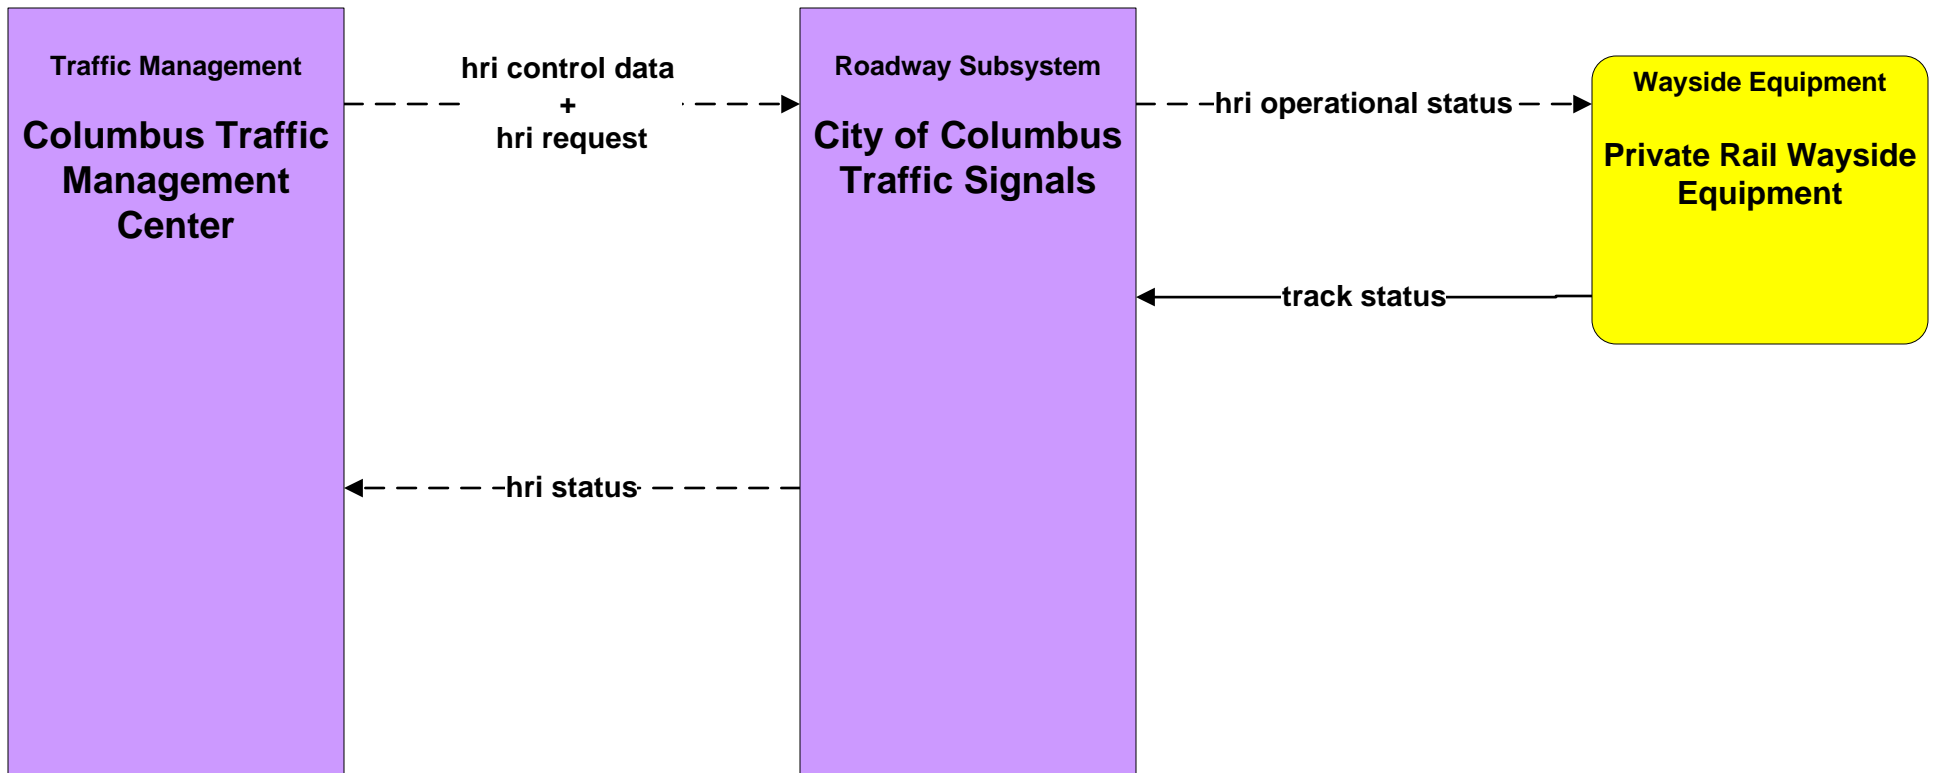 Traffic Management
Columbus Traffic
Management
Center
hri control data
+
hri request
Roadway Subsystem
City of Columbus
Traffic Signals
hri operational status
Wayside Equipment
Private Rail Wayside
Equipment
track status
hri status